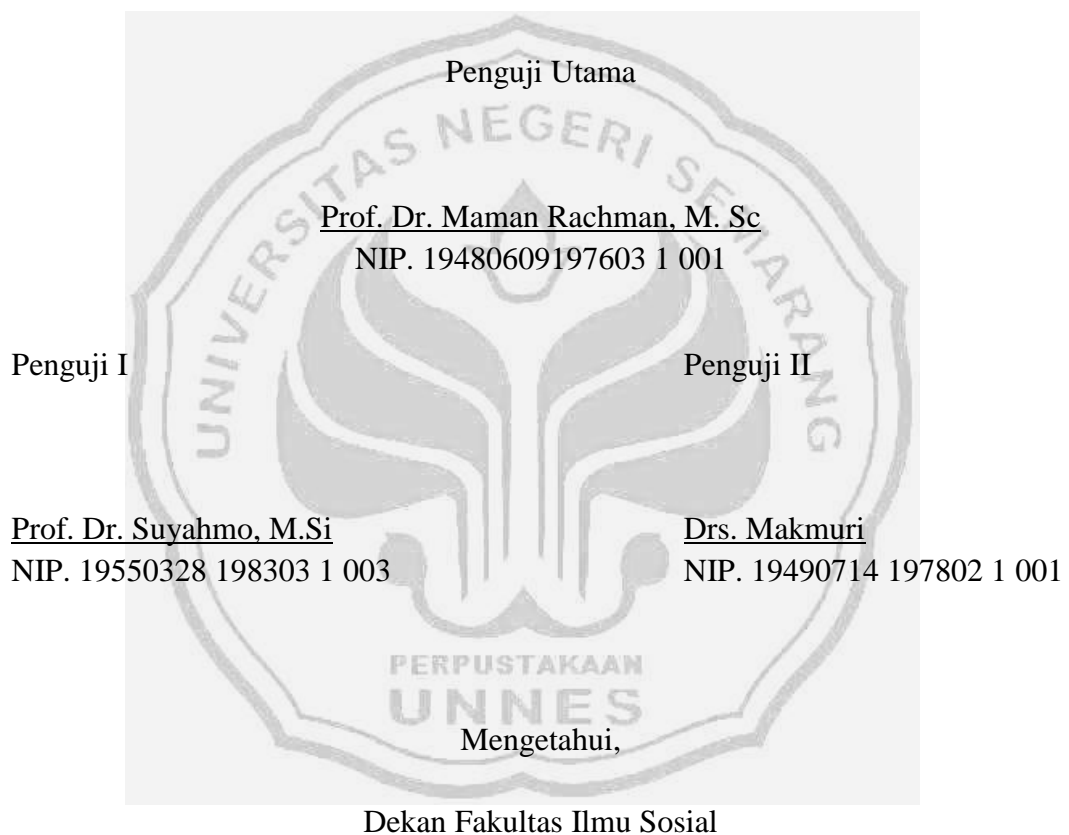 Penguji Utama
UNIVERSITAS NEGERI SEMARANG
Prof. Dr. Maman Rachman, M. Sc
NIP. 19480609197603 1 001
Penguji I
Penguji II
Prof. Dr. Suyahmo, M.Si
Drs. Makmuri
NIP. 19550328 198303 1 003
NIP. 19490714 197802 1 001
PERPUSTAKAAN
UNNES
Mengetahui,
Dekan Fakultas Ilmu Sosial